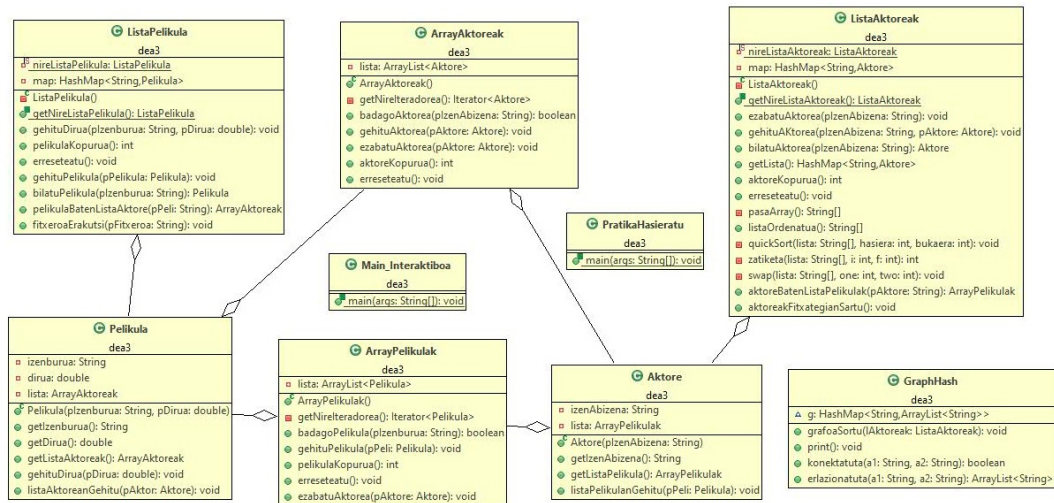 ListaPelikula
dea3
nireListaPelikula: ListaPelikula
map: HashMap<String,Pelikula>
ListaPelikula()
getNireListaPelikula(): ListaPelikula
gehituDirua(pIzenburua: String, pDirua: double): void
pelikulaKopurua(): int
erreseteatu(): void
gehituPelikula(pPelikula: Pelikula): void
bilatuPelikula(pIzenburua: String): Pelikula
pelikulaBatenListaAktore(pPeli: String): ArrayAktoreak
fitxeroaErakutsi(pFitxeroa: String): void
ArrayAktoreak
dea3
lista: ArrayList<Aktore>
ArrayAktoreak()
getNireIteradorea(): Iterator<Aktore>
badagoAktorea(pIzenAbizena: String): boolean
gehituAktorea(pAktore: Aktore): void
ezabatuAktorea(pAktore: Aktore): void
aktoreKopurua(): int
erreseteatu(): void
ListaAktoreak
dea3
nireListaAktoreak: ListaAktoreak
map: HashMap<String,Aktore>
ListaAktoreak()
getNireListaAktoreak(): ListaAktoreak
ezabatuAktorea(pIzenAbizena: String): void
gehituAKtorea(pIzenAbizena: String, pAktore: Aktore): void
bilatuAktorea(pIzenAbizena: String): Aktore
getLista(): HashMap<String,Aktore>
aktoreKopurua(): int
erreseteatu(): void
pasaArray(): String[]
listaOrdenatua(): String[]
quickSort(lista: String[], hasiera: int, bukaera: int): void
zatiketa(lista: String[], i: int, f: int): int
swap(lista: String[], one: int, two: int): void
aktoreBatenListaPelikulak(pAktore: String): ArrayPelikulak
aktoreakFitxategianSartu(): void
PratikaHasieratu
dea3
main(args: String[]): void
Main_Interaktiboa
dea3
main(args: String[]): void
Pelikula
dea3
izenburua: String
dirua: double
lista: ArrayAktoreak
Pelikula(pIzenburua: String, pDirua: double)
getIzenburua(): String
getDirua(): double
getListaAktoreak(): ArrayAktoreak
gehituDirua(pDirua: double): void
listaAktoreanGehitu(pAktor: Aktore): void
ArrayPelikulak
dea3
lista: ArrayList<Pelikula>
ArrayPelikulak()
getNireIteradorea(): Iterator<Pelikula>
badagoPelikula(pIzenburua: String): boolean
gehituPelikula(pPeli: Pelikula): void
pelikulaKopurua(): int
erreseteatu(): void
ezabatuAktorea(pAktore: Aktore): void
Aktore
dea3
izenAbizena: String
lista: ArrayPelikulak
Aktore(pIzenAbizena: String)
getIzenAbizena(): String
getListaPelikula(): ArrayPelikulak
listaPelikulanGehitu(pPeli: Pelikula): void
GraphHash
dea3
g: HashMap<String,ArrayList<String>>
grafoaSortu(lAktoreak: ListaAktoreak): void
print(): void
konektatuta(a1: String, a2: String): boolean
erlazionatuta(a1: String, a2: String): ArrayList<String>